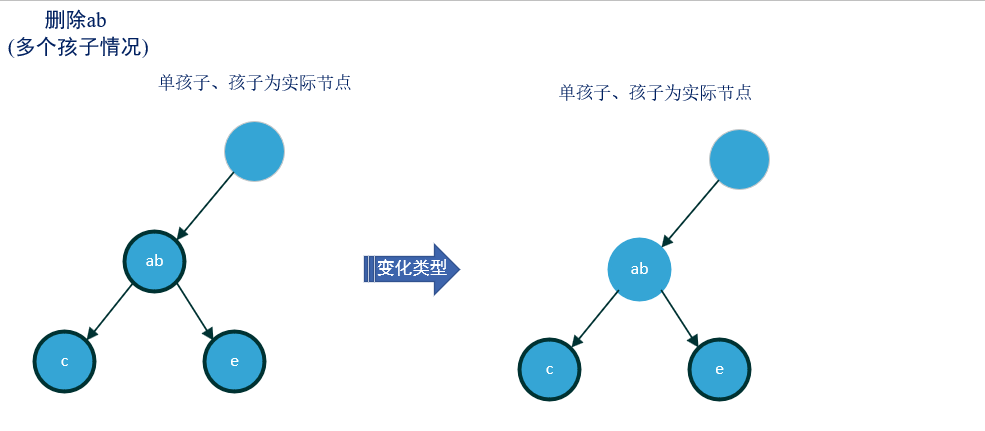 删除ab
(多个孩子情况)
单孩子、孩子为实际节点
单孩子、孩子为实际节点
ab
变化类型
ab
c
e
c
e